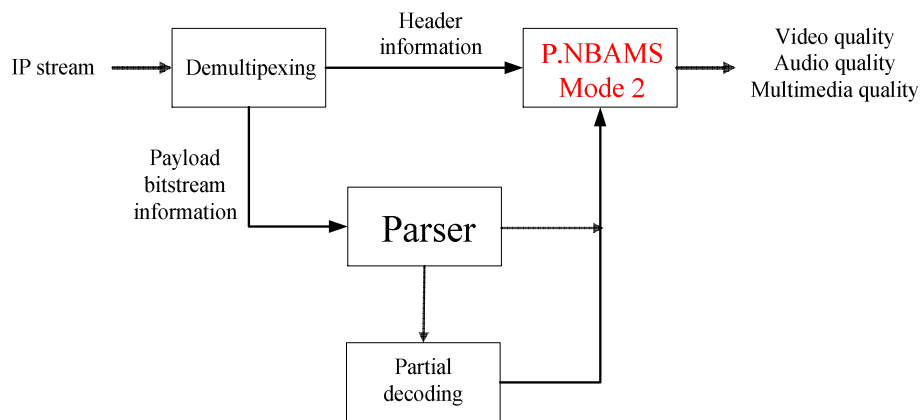 Header
information
IP stream
Demultipexing
P.NBAMS
Mode 2
Video quality
Audio quality
Multimedia quality
Payload
bitstream
information
Parser
Partial
decoding